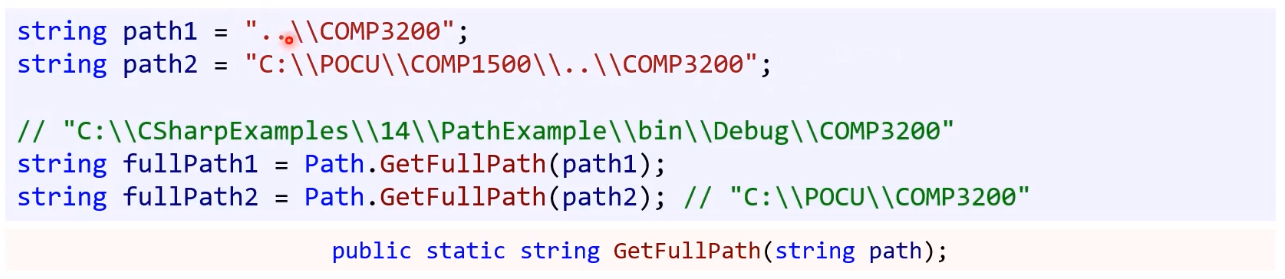 string path1 = "..\\COMP3200";
string path2 = "C:\\POCU\\COMP1500\\..\\COMP3200";
// "C:\\CSharpExamples\\14\\PathExample\\bin\\Debug\\COMP3200"
string fullPath1 = Path.GetFullPath(path1);
string fullPath2 = Path.GetFullPath(path2); // "C:\\POCU\\COMP3200"
public static string GetFullPath(string path);